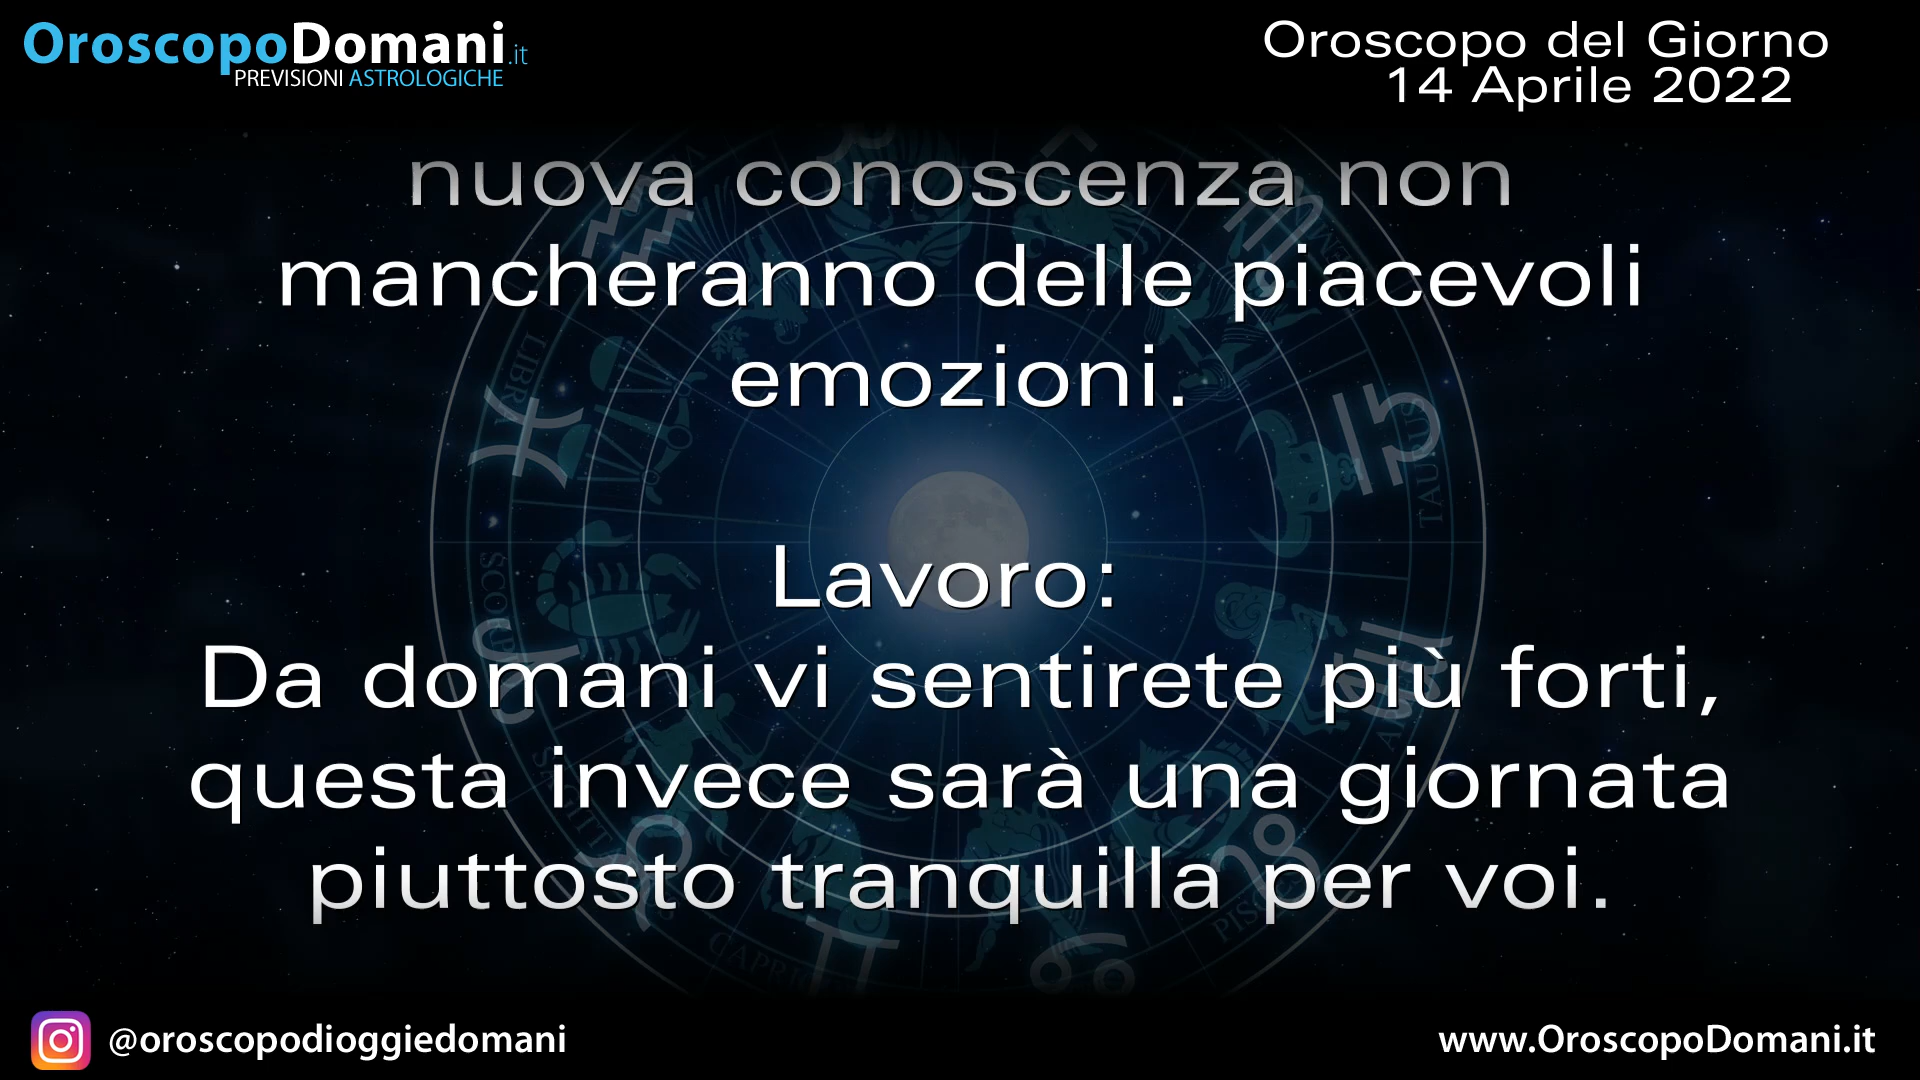 OroscopoDomani.it
PREVISIONI ASTROLOGICHE
Oroscopo del Giorno
14 Aprile 2022
nuova conoscenza non
mancheranno delle piacevoli
emozioni.
Lavoro:
Da domani vi sentirete più forti,
questa invece sarà una giornata
piuttosto tranquilla per voi.
TAURUS
@oroscopodioggiedomani
www.OroscopoDomani.it